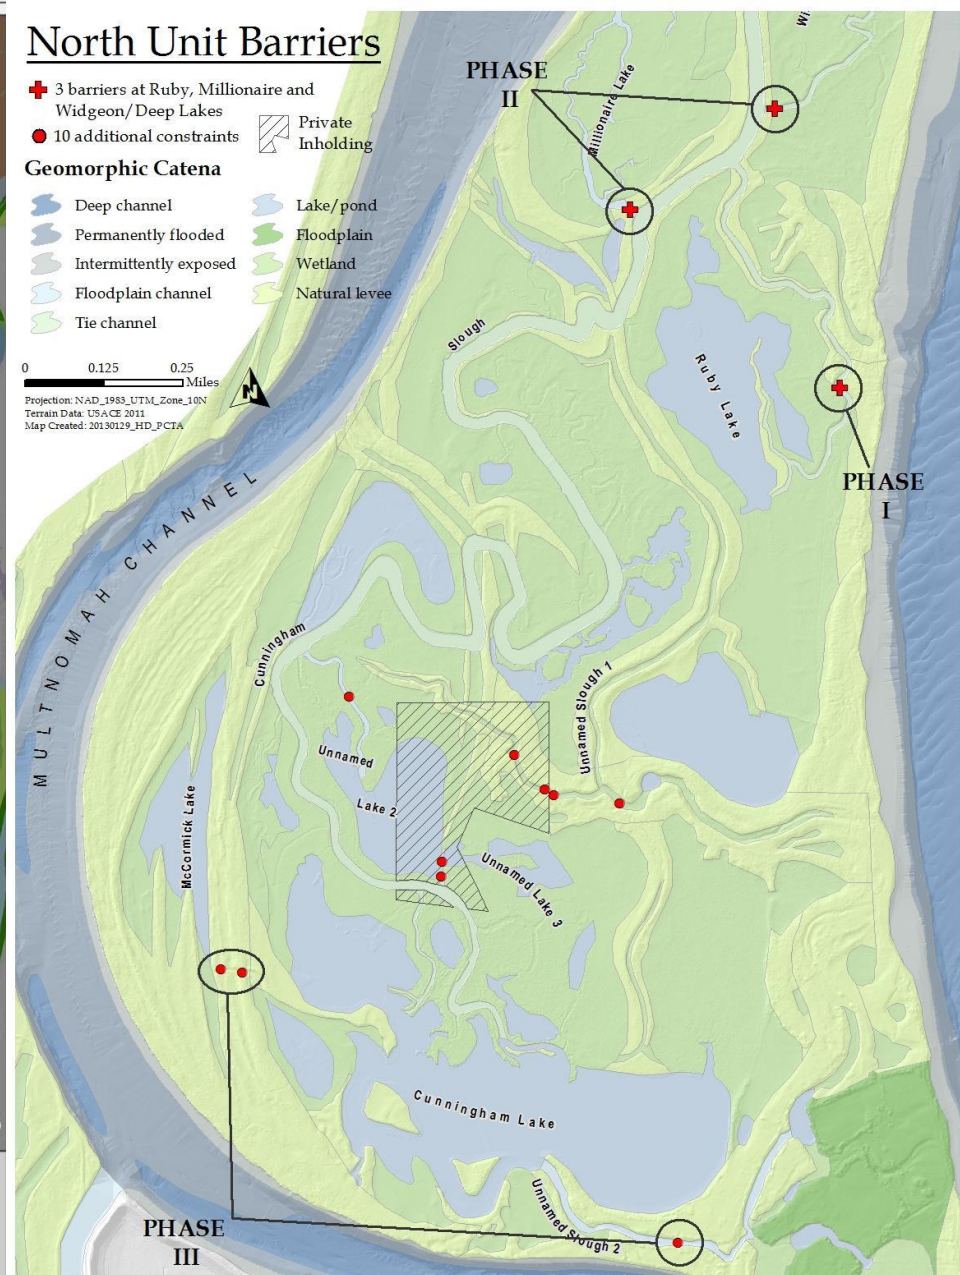 North Unit Barriers
3 barriers at Ruby, Millionaire and
Widgeon/Deep Lakes
10 additional constraints
Private
Inholding
Geomorphic Catena
Deep channel
Permanently flooded
Intermittently exposed
Floodplain channel
Tie channel
Lake/pond
Floodplain
Wetland
Natural levee
0 0.125 0.25
Miles
Projection: NAD_1983_UTM_Zone_10N
Terrain Data: USACE 2011
Map Created: 20130129_HD_PCTA
N
PHASE
II
Millionaire Lake
Wi
Slough
Ruby Lake
PHASE
I
MULTNOMAH CHANNEL
Cunningham
Unnamed Slough 1
Unnamed
Lake 2
McCormick Lake
Unnamed Lake 3
Cunningham Lake
Unnamed Slough 2
PHASE
III